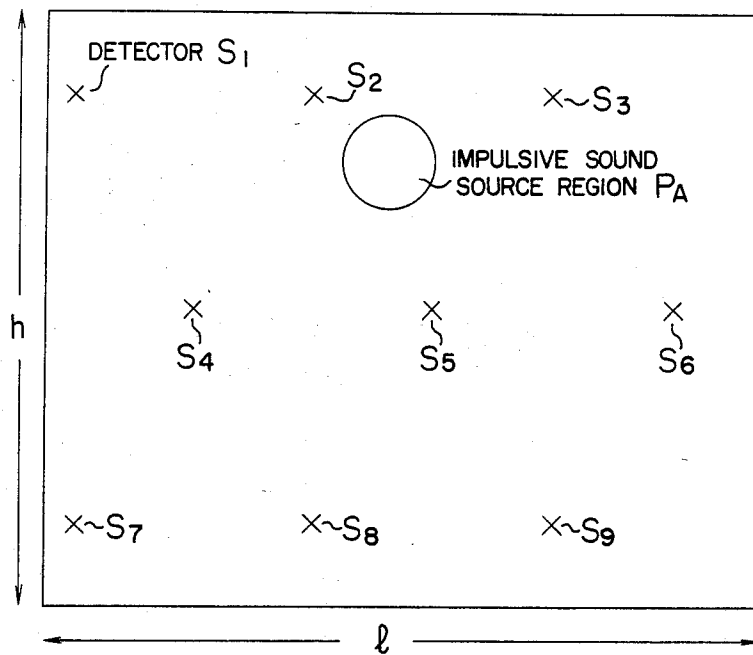 DETECTOR S1
S2
S3
IMPULSIVE SOUND
SOURCE REGION PA
h
S4
S5
S6
S7
S8
S9
ℓ